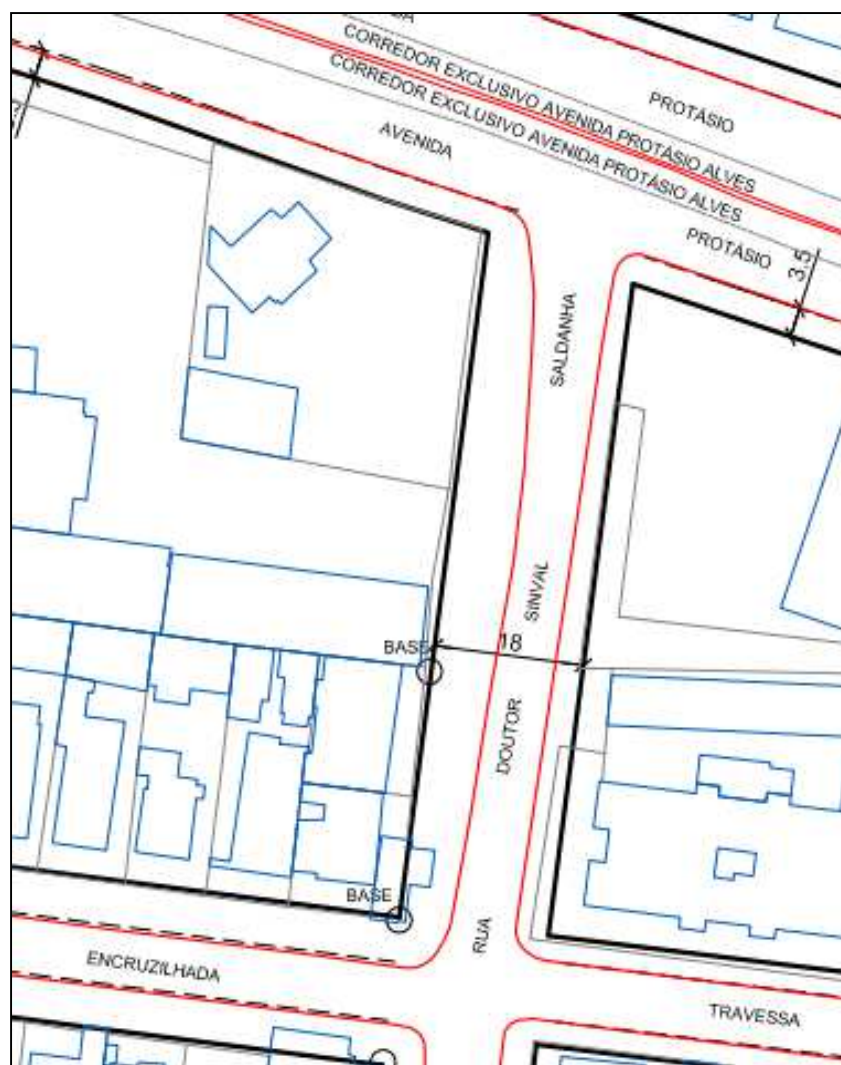 CORREDOR EXCLUSIVO AVENIDA PROTÁSIO ALVES
CORREDOR EXCLUSIVO AVENIDA PROTÁSIO ALVES
PROTÁSIO
AVENIDA
PROTÁSIO
3,5
SALDANHA
SINVAL
18
BASE
DOUTOR
BASE
RUA
ENCRUZILHADA
TRAVESSA